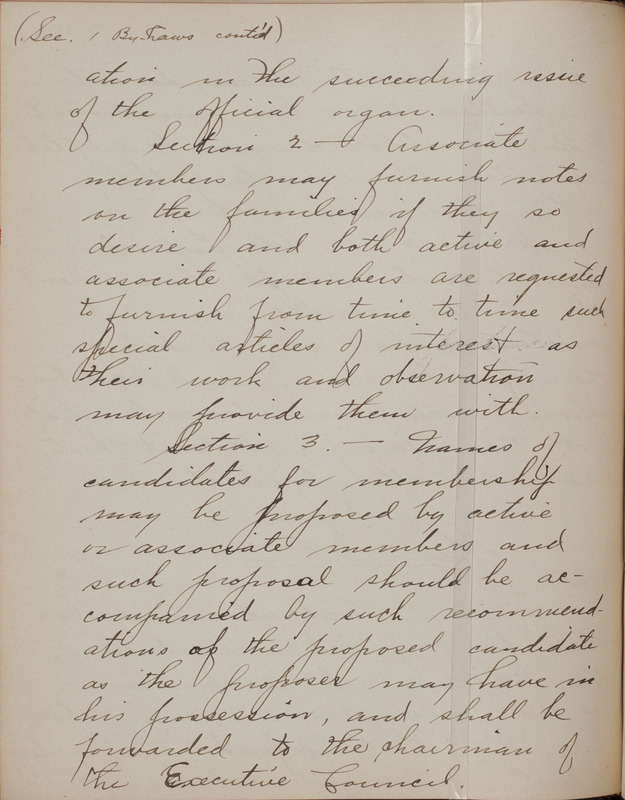 (Sec. 1 By-Laws cont'd)
ation in the succeeding issue
of the official organ.
Section 2 — Associate
members may furnish notes
on the families if they so
desire and both active and
associate members are requested
to furnish from time to time such
special articles of interest as
their work and observation
may provide them with.
Section 3. — Names of
candidates for membership
may be proposed by active
or associate members and
such proposal should be ac-
companied by such recommend-
ations of the proposed candidate
as the proposer may have in
his possession, and shall be
forwarded to the chairman of
the Executive Council.